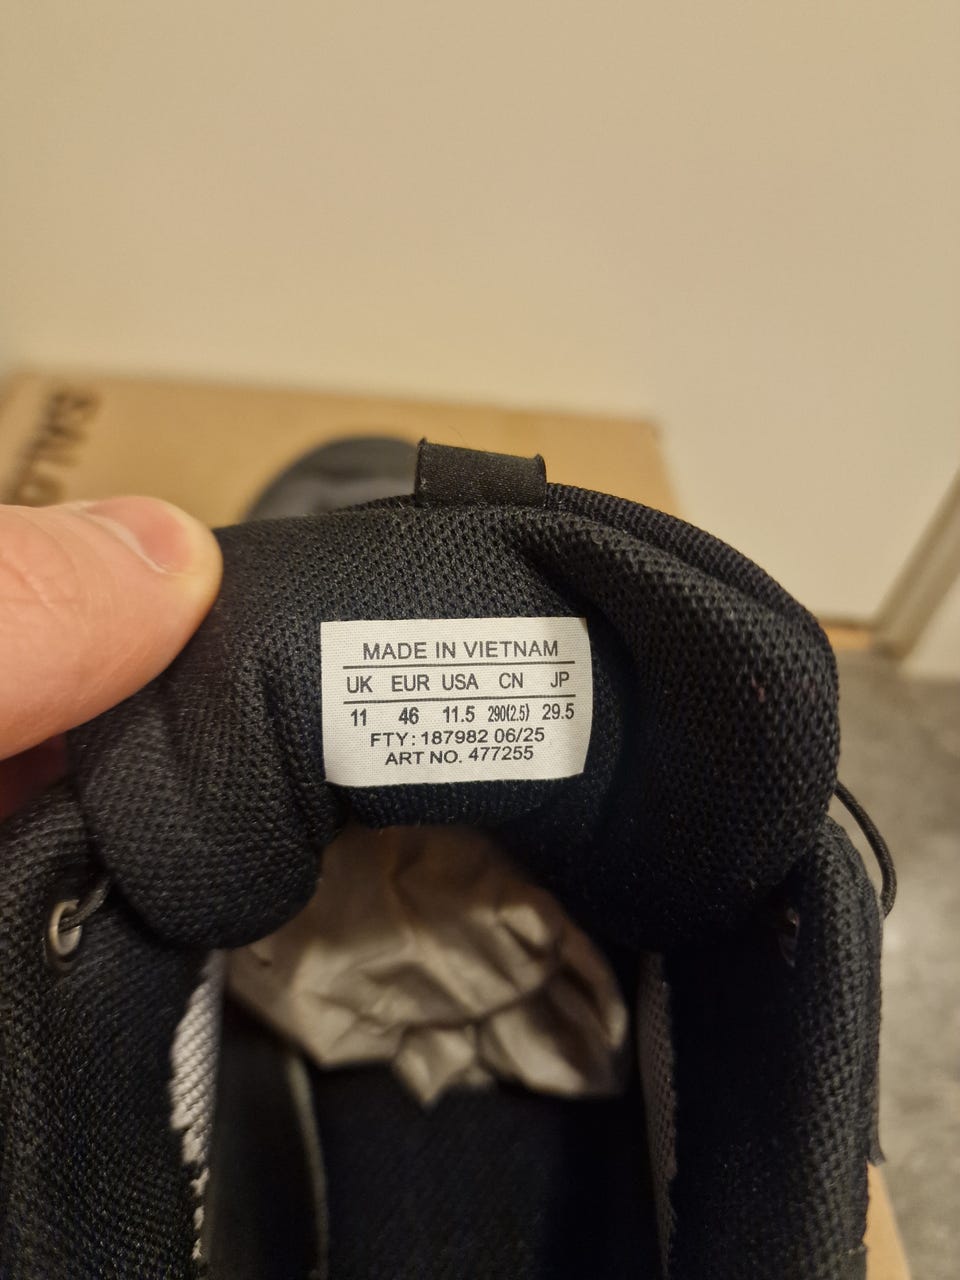 MADE IN VIETNAM
UK EUR USA CN JP
11 46 11.5 290(2.5) 29.5
FTY: 187982 06/25
ART NO. 477255
SALO